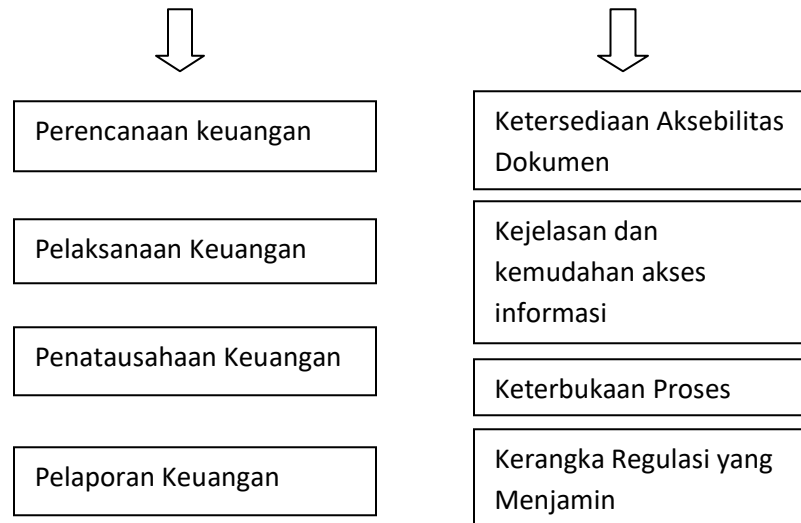 Perencanaan keuangan
Pelaksanaan Keuangan
Penatausahaan Keuangan
Pelaporan Keuangan
Ketersediaan Aksebilitas
Dokumen
Kejelasan dan
kemudahan akses
informasi
Keterbukaan Proses
Kerangka Regulasi yang
Menjamin